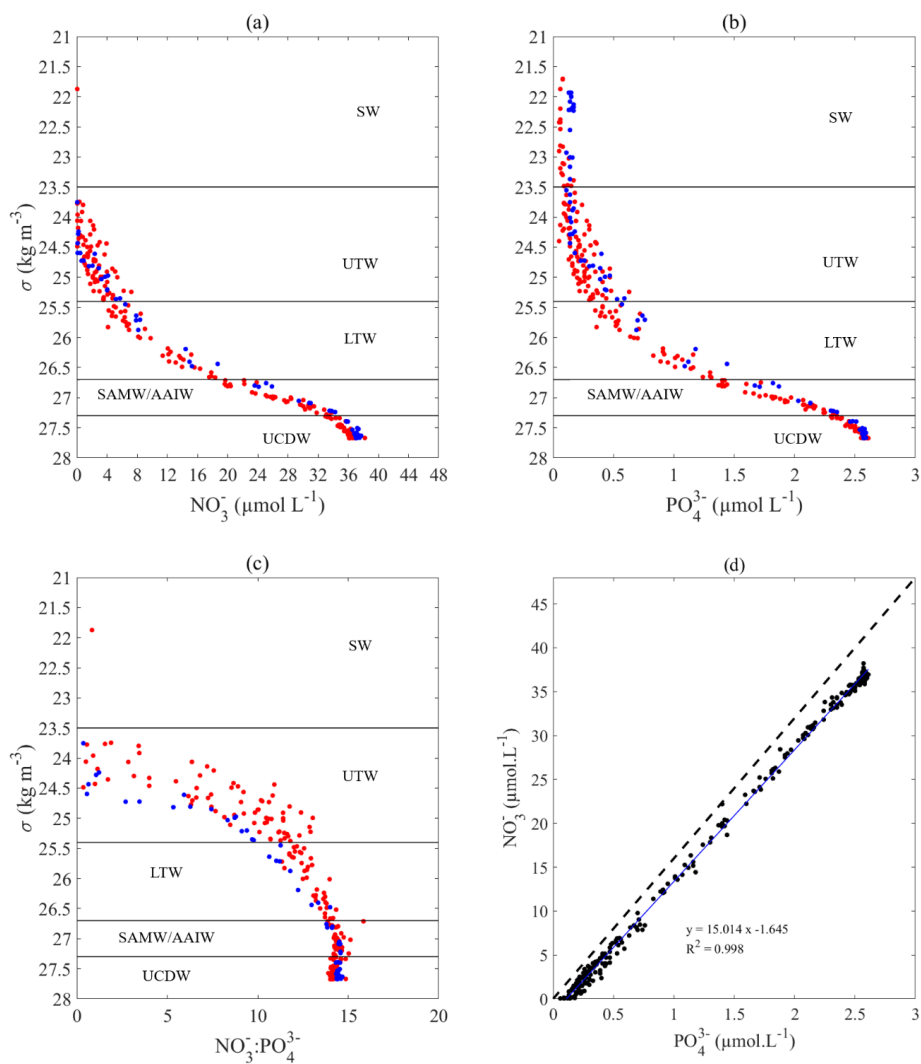 (a)
21
21.5
22
22.5
23
23.5
24
24.5
25
25.5
26
26.5
27
27.5
28
σ (kg m⁻³)
SW
UTW
LTW
SAMW/AAIW
UCDW
0 4 8 12 16 20 24 28 32 36 40 44 48
NO₃⁻ (µmol L⁻¹)
(b)
21
21.5
22
22.5
23
23.5
24
24.5
25
25.5
26
26.5
27
27.5
28
SW
UTW
LTW
SAMW/AAIW
UCDW
0 0.5 1 1.5 2 2.5 3
PO₄³⁻ (µmol L⁻¹)
(c)
21
21.5
22
22.5
23
23.5
24
24.5
25
25.5
26
26.5
27
27.5
28
σ (kg m⁻³)
SW
UTW
LTW
SAMW/AAIW
UCDW
0 5 10 15 20
NO₃⁻:PO₄³⁻
(d)
45
40
35
30
25
20
15
10
5
0
NO₃⁻ (µmol.L⁻¹)
y = 15.014 x -1.645
R² = 0.998
0 0.5 1 1.5 2 2.5 3
PO₄³⁻ (µmol.L⁻¹)